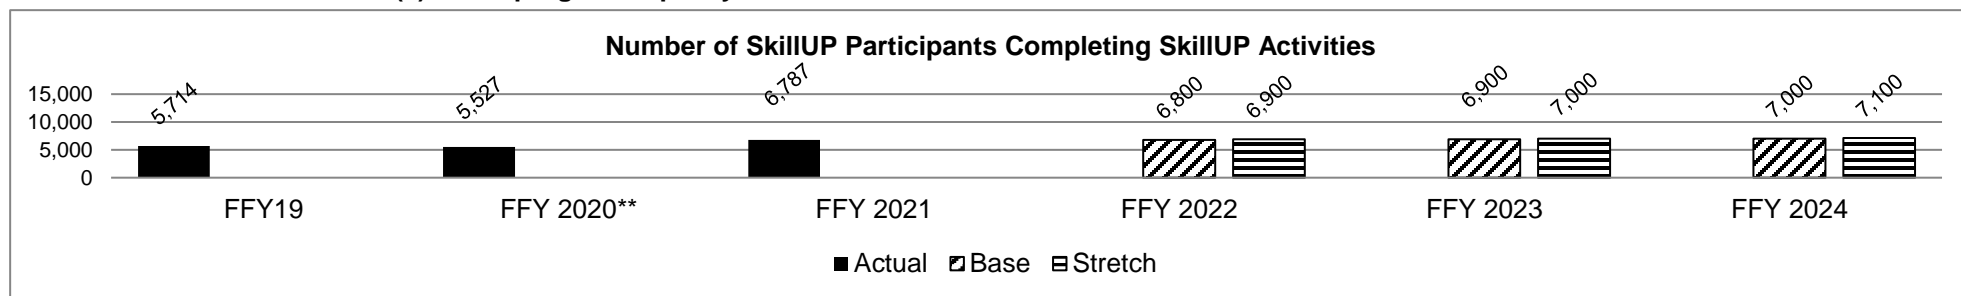 Number of SkillUP Participants Completing SkillUP Activities
15,000
10,000
5,000
0
5,714
5,527
6,787
6,800
6,900
6,900
7,000
7,000
7,100
FFY19
FFY 2020**
FFY 2021
FFY 2022
FFY 2023
FFY 2024
Actual
Base
Stretch